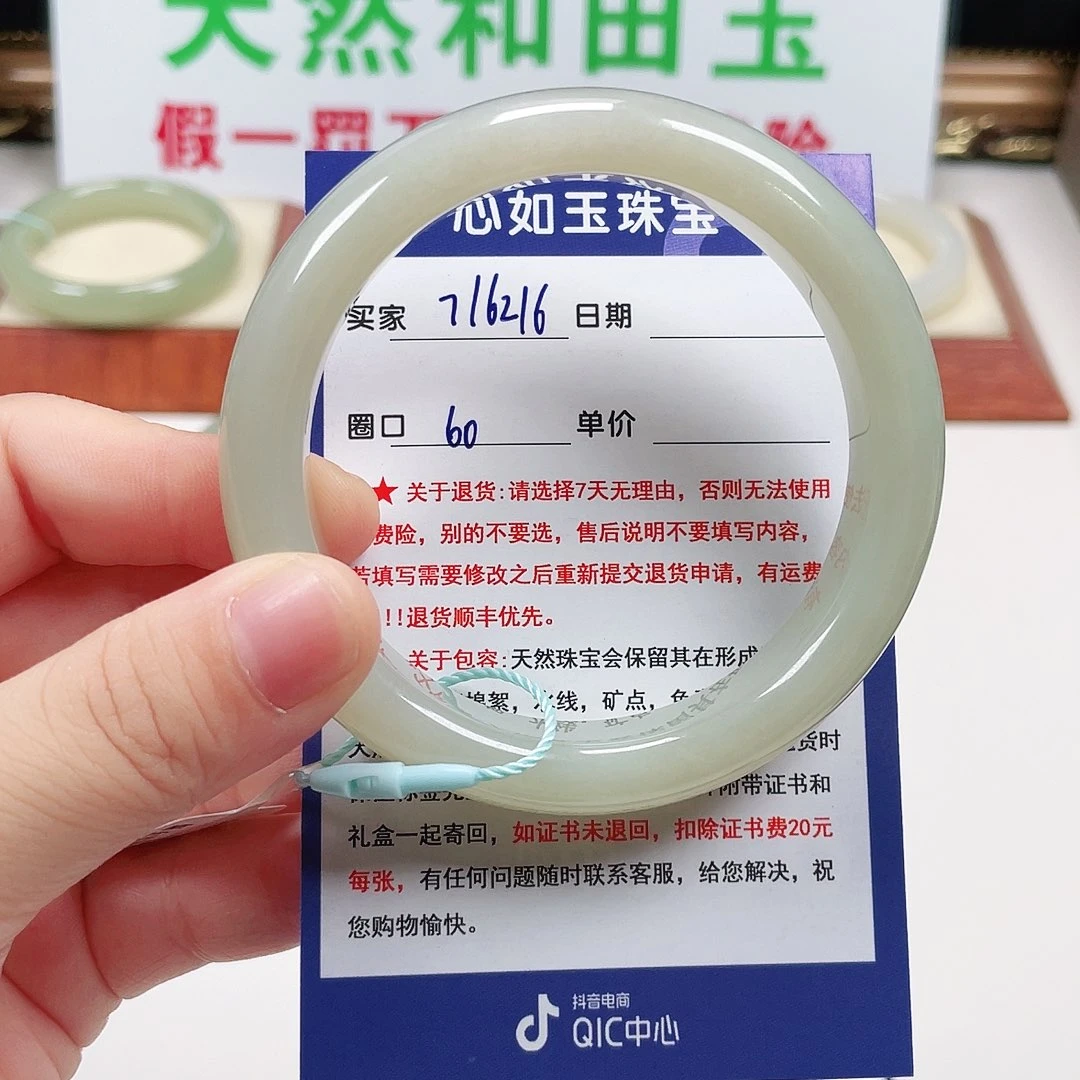 天然和田玉
假一罚
险
心如玉珠宝
买家 716216 日期
圈口 60 单价
★ 关于退货:请选择7天无理由，否则无法使用
费险，别的不要选，售后说明不要填写内容，
若填写需要修改之后重新提交退货申请，有运费
!!退货顺丰优先。
关于包容:天然珠宝会保留其在形成
棉絮，水线，矿点，
货时
附带证书和
礼盒一起寄回，如证书未退回，扣除证书费20元
每张，有任何问题随时联系客服，给您解决，祝
您购物愉快。
抖音电商
QIC中心